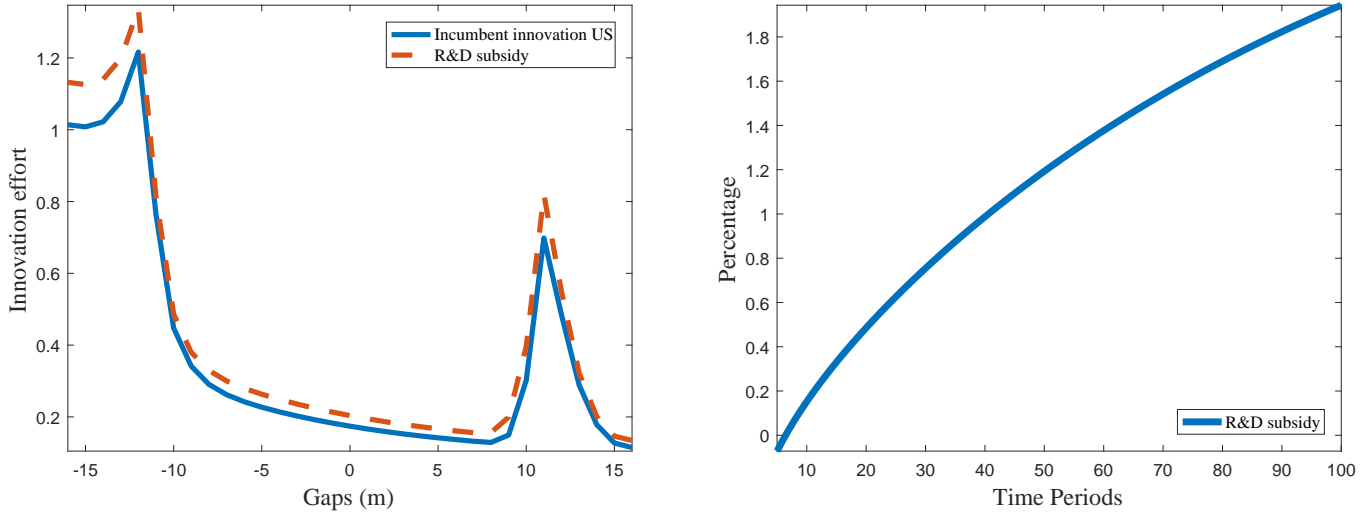 Innovation effort
1.2
1
0.8
0.6
0.4
0.2
-15 -10 -5 0 5 10 15
Gaps (m)
Incumbent innovation US
R&D subsidy
Percentage
1.8
1.6
1.4
1.2
1
0.8
0.6
0.4
0.2
0
10 20 30 40 50 60 70 80 90 100
Time Periods
R&D subsidy